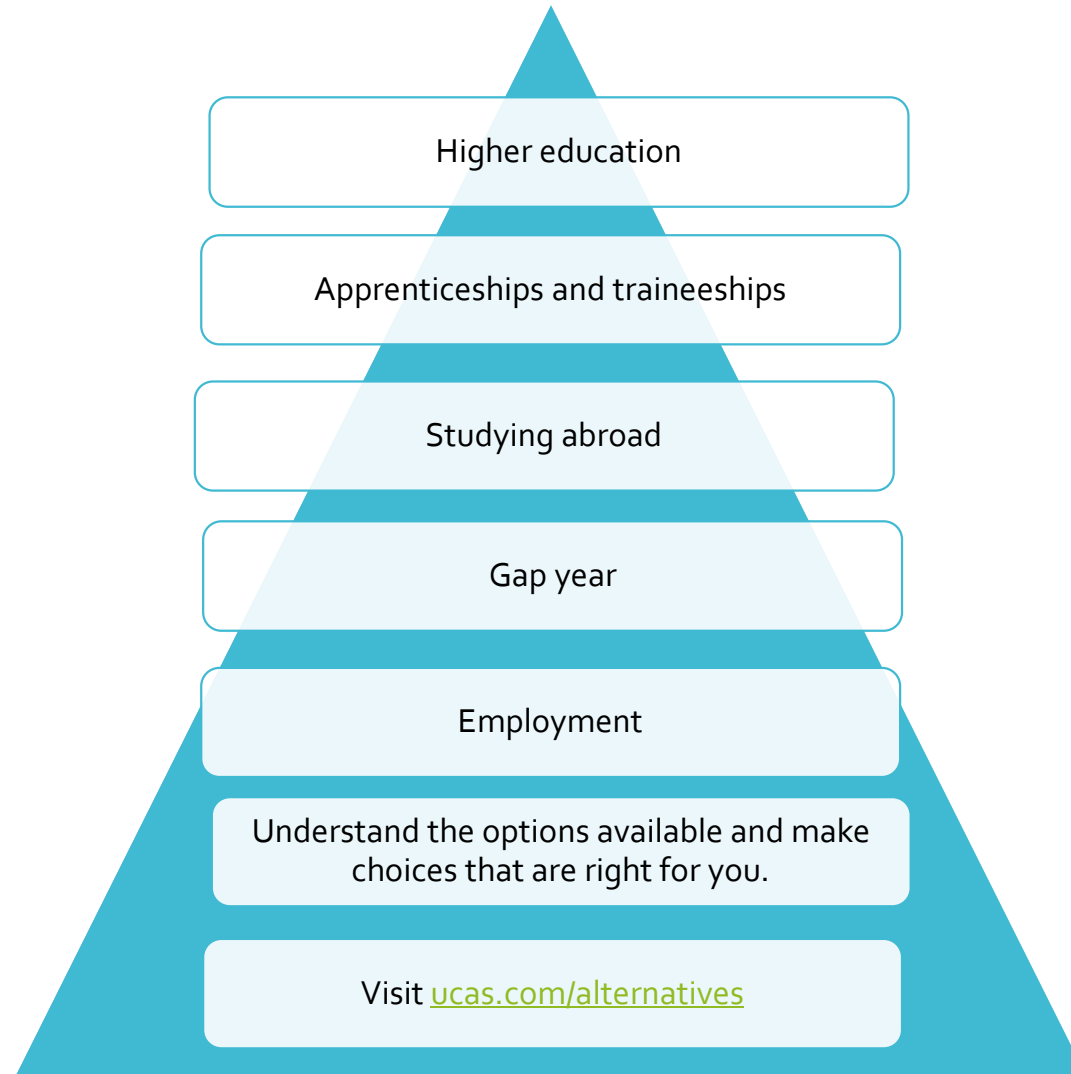 Higher education
Apprenticeships and traineeships
Studying abroad
Gap year
Employment
Understand the options available and make
choices that are right for you.
Visit ucas.com/alternatives